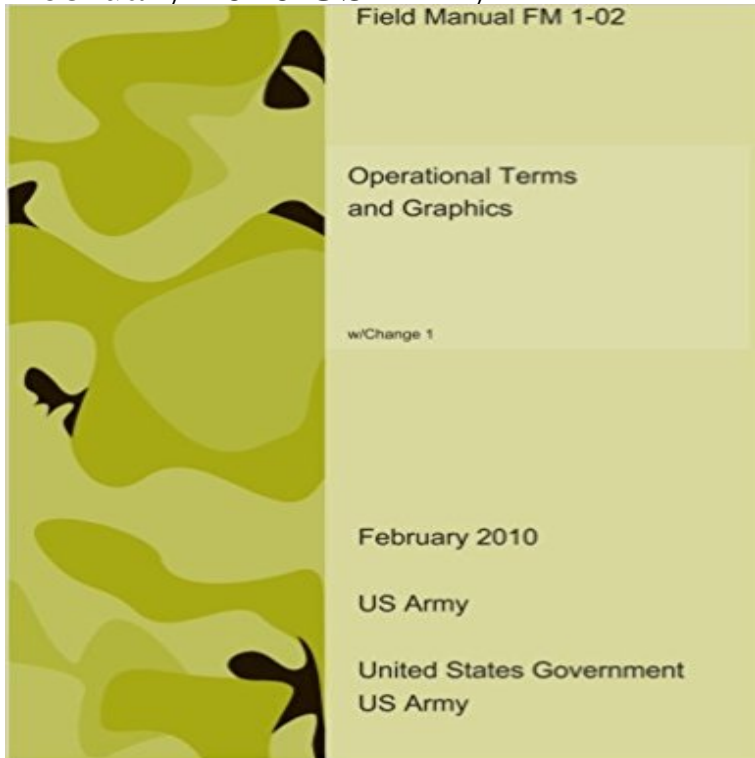 Field Manual FM 1-02
Operational Terms
and Graphics
w/Change 1
February 2010
US Army
United States Government
US Army